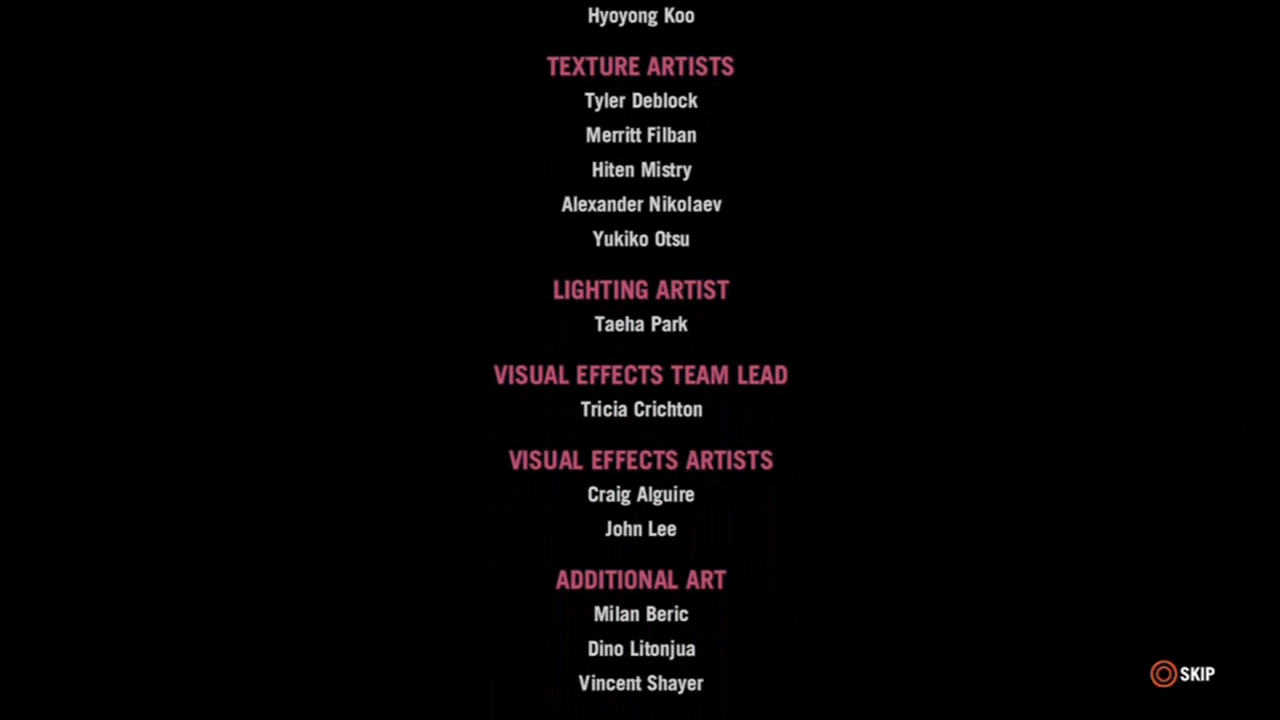 Hyoyong Koo
TEXTURE ARTISTS
Tyler Deblock
Merritt Filban
Hiten Mistry
Alexander Nikolaev
Yukiko Otsu
LIGHTING ARTIST
Taeha Park
VISUAL EFFECTS TEAM LEAD
Tricia Crichton
VISUAL EFFECTS ARTISTS
Craig Alguire
John Lee
ADDITIONAL ART
Milan Beric
Dino Litonjua
Vincent Shayer
SKIP